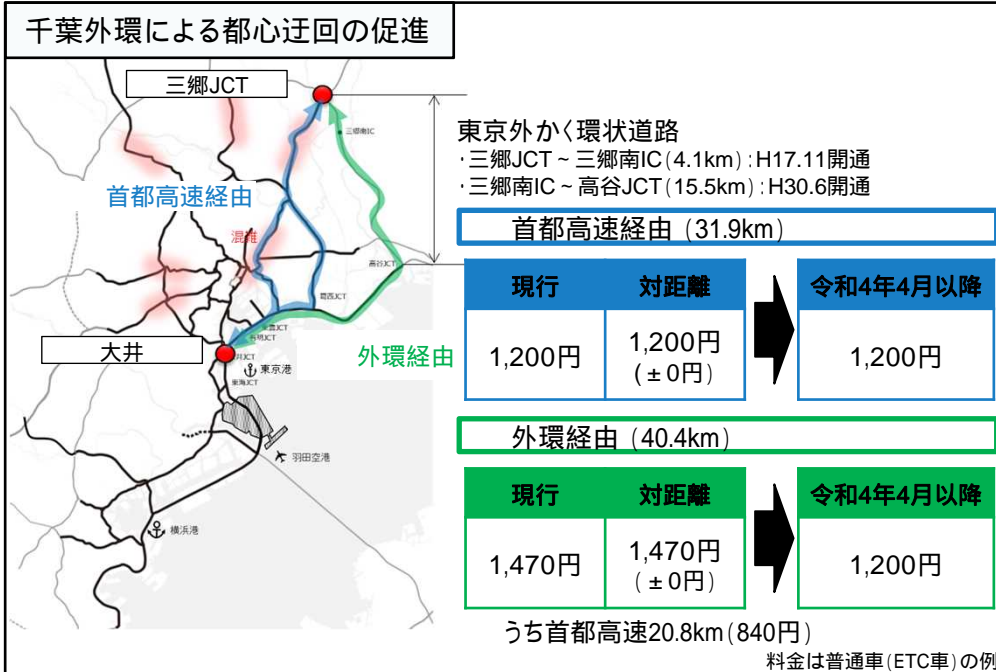 千葉外環による都心迂回の促進
三郷JCT
三郷南IC
首都高速経由
混雑
高谷JCT
葛西JCT
有明JCT
大井
外環経由
東京港
東海JCT
羽田空港
横浜港
東京外かく環状道路
･三郷JCT ~ 三郷南IC(4.1km):H17.11開通
･三郷南IC ~ 高谷JCT(15.5km):H30.6開通
首都高速経由 (31.9km)
現行 対距離 令和4年4月以降
1,200円 1,200円 1,200円
(±0円)
外環経由 (40.4km)
現行 対距離 令和4年4月以降
1,470円 1,470円 1,200円
(±0円)
うち首都高速20.8km(840円)
料金は普通車(ETC車)の例